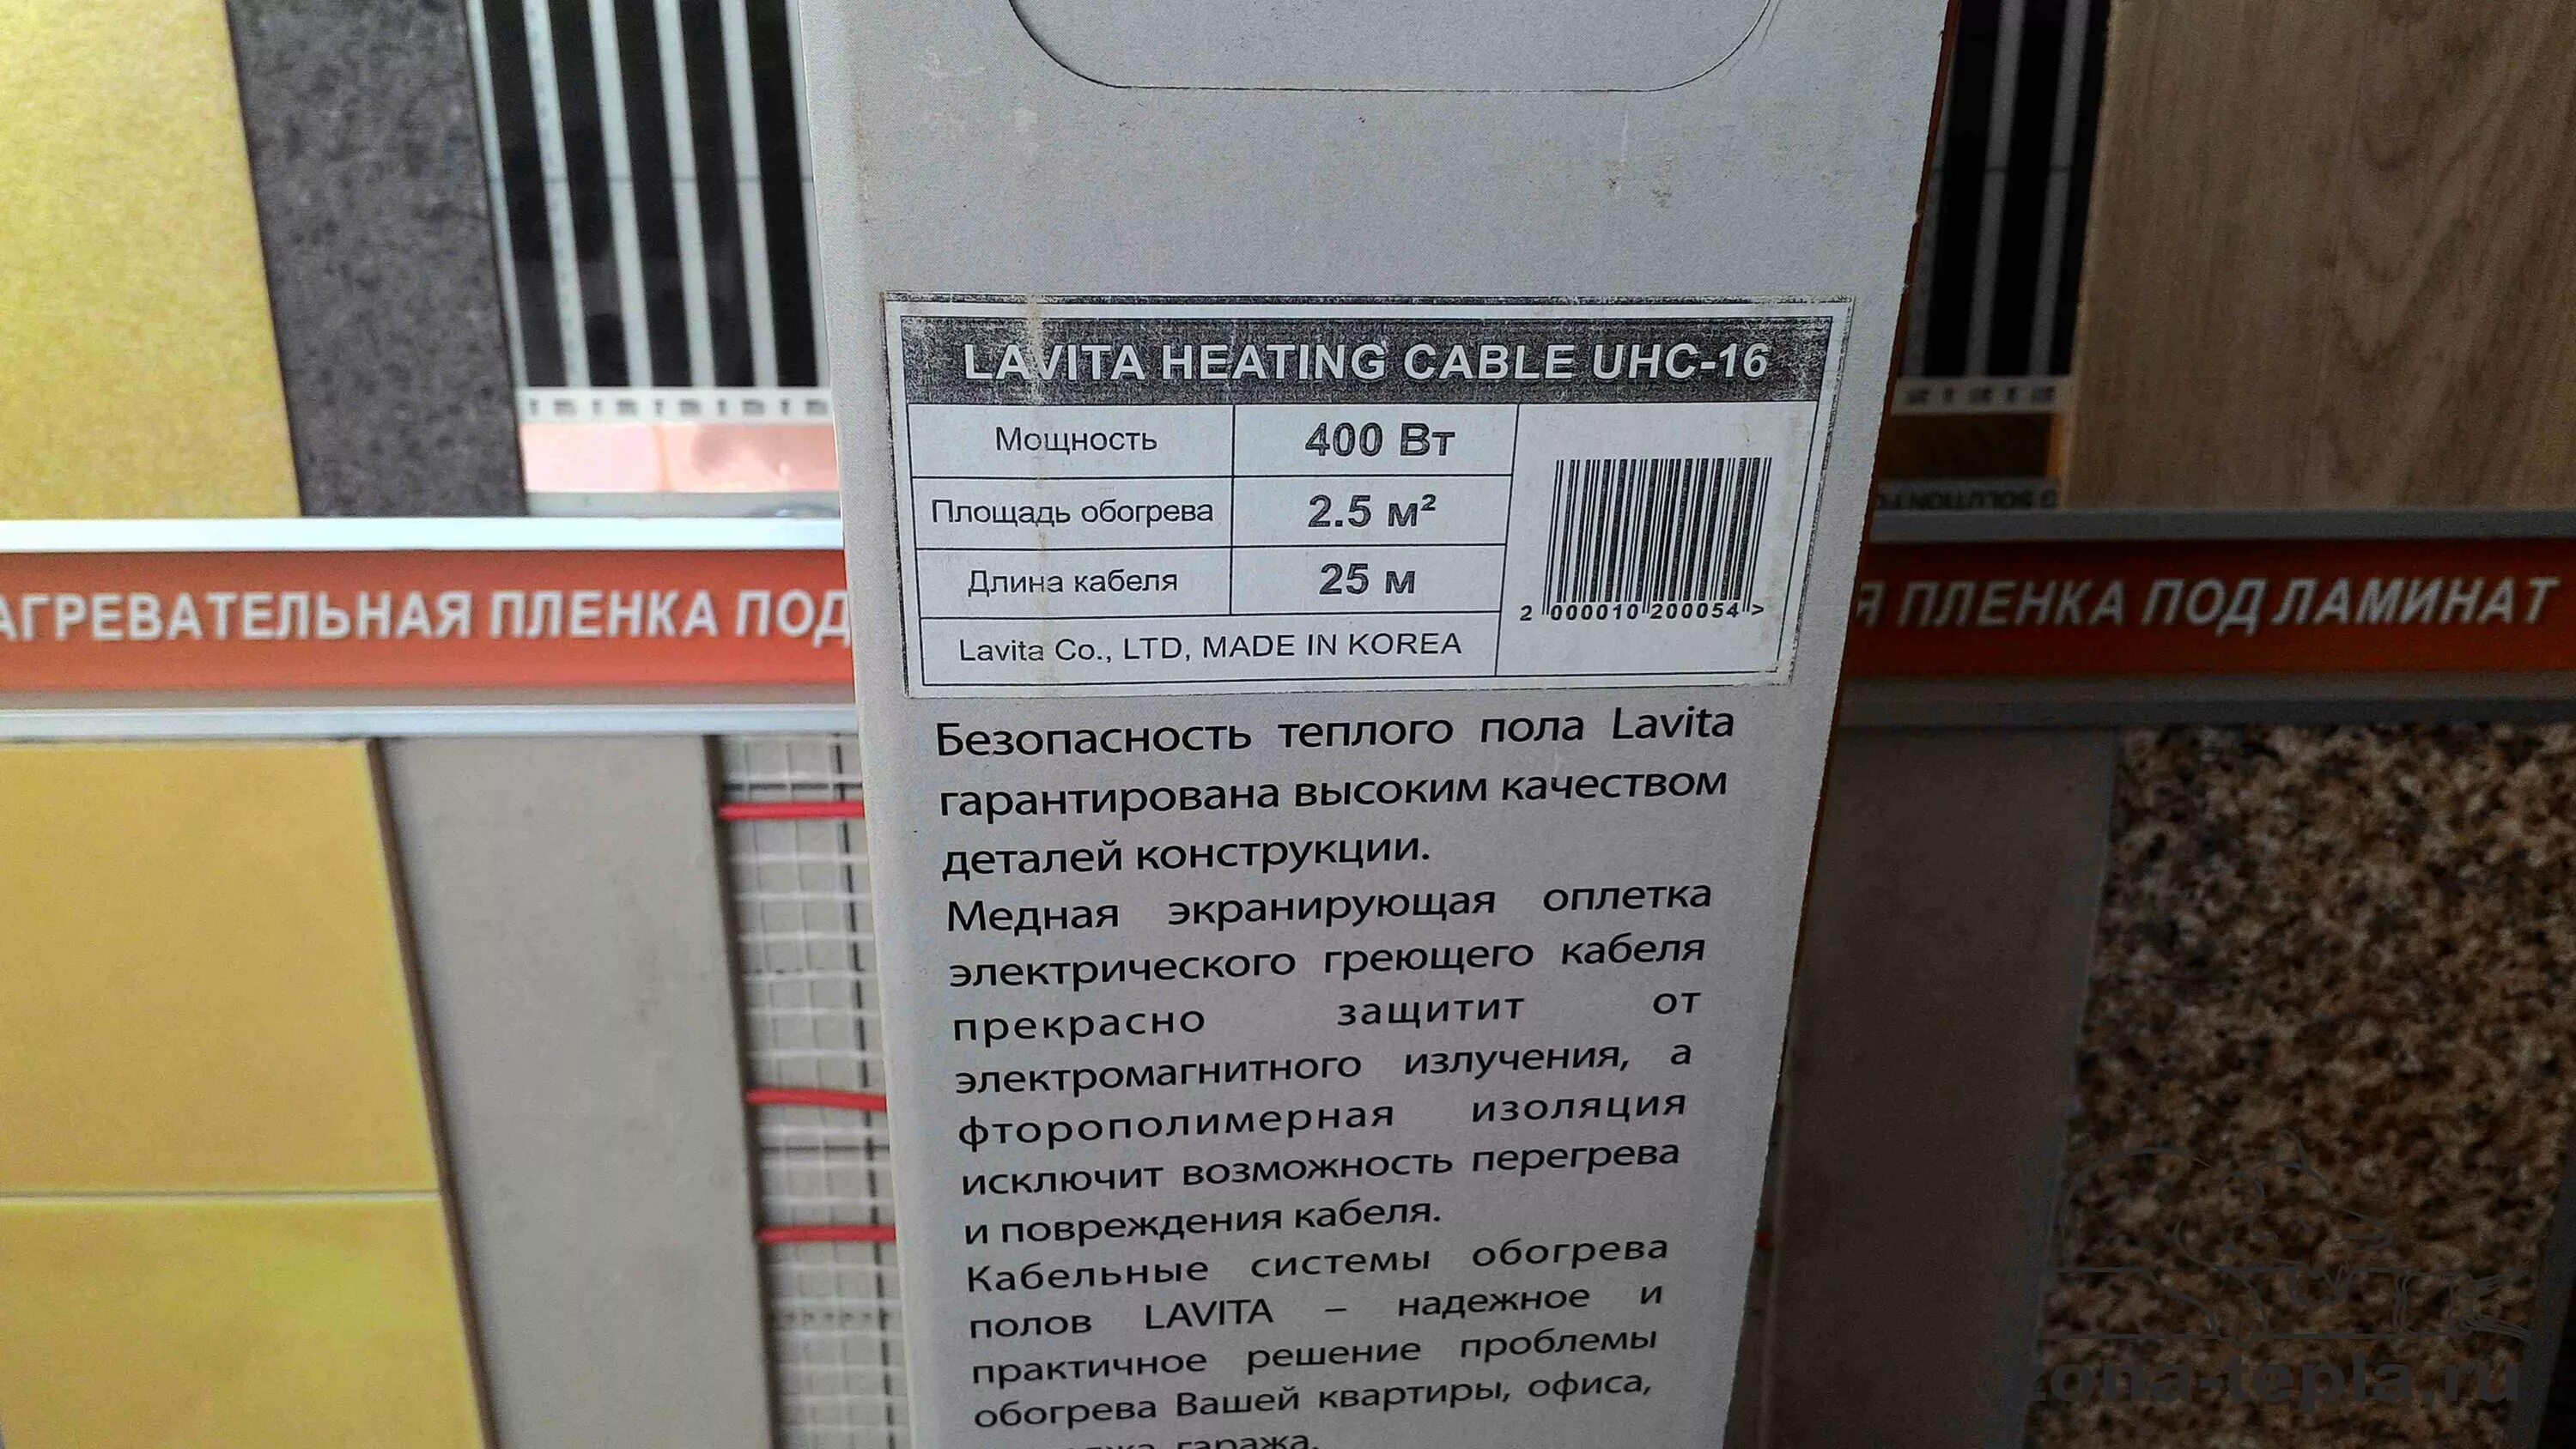 LAVITA HEATING CABLE UHC-16
Мощность 400 Вт
Площадь обогрева 2.5 м²
Длина кабеля 25 м
2 000010 200054 >
Lavita Co., LTD, MADE IN KOREA
АГРЕВАТЕЛЬНАЯ ПЛЕНКА ПОД
Я ПЛЕНКА ПОД ЛАМИНАТ
Безопасность теплого пола Lavita
гарантирована высоким качеством
деталей конструкции.
Медная экранирующая оплетка
электрического греющего кабеля
прекрасно защитит от
электромагнитного излучения, а
фторополимерная изоляция
исключит возможность перегрева
и повреждения кабеля.
Кабельные системы обогрева
полов LAVITA – надежное и
практичное решение проблемы
обогрева Вашей квартиры, офиса,
гаража.
zona-tepla.ru